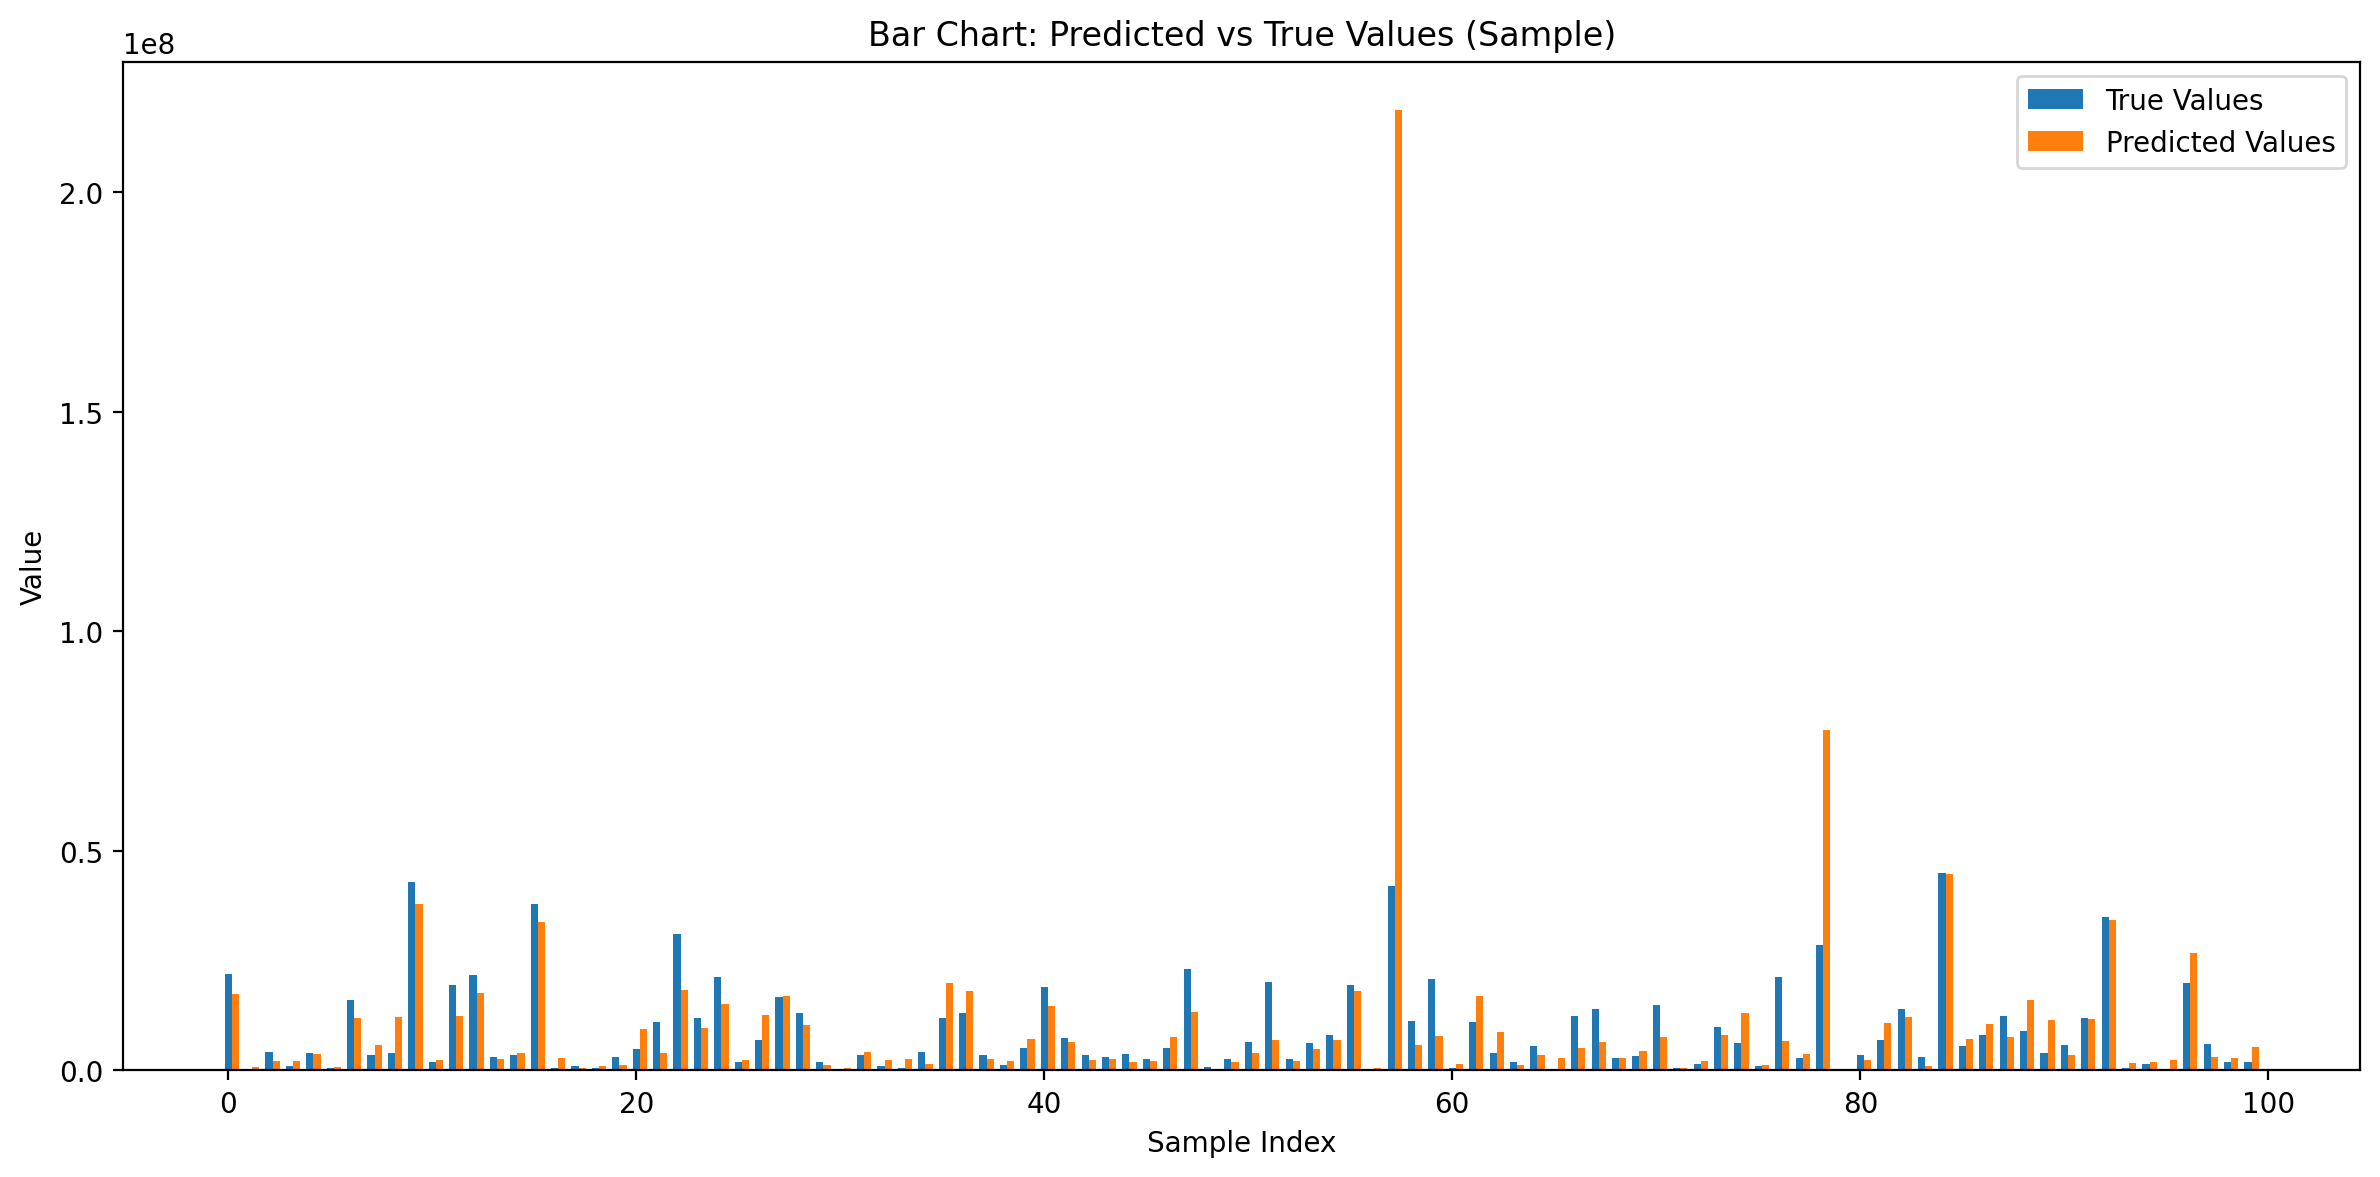 Bar Chart: Predicted vs True Values (Sample)
1e8
True Values
Predicted Values
2.0
1.5
1.0
0.5
0.0
Value
0 20 40 60 80 100
Sample Index